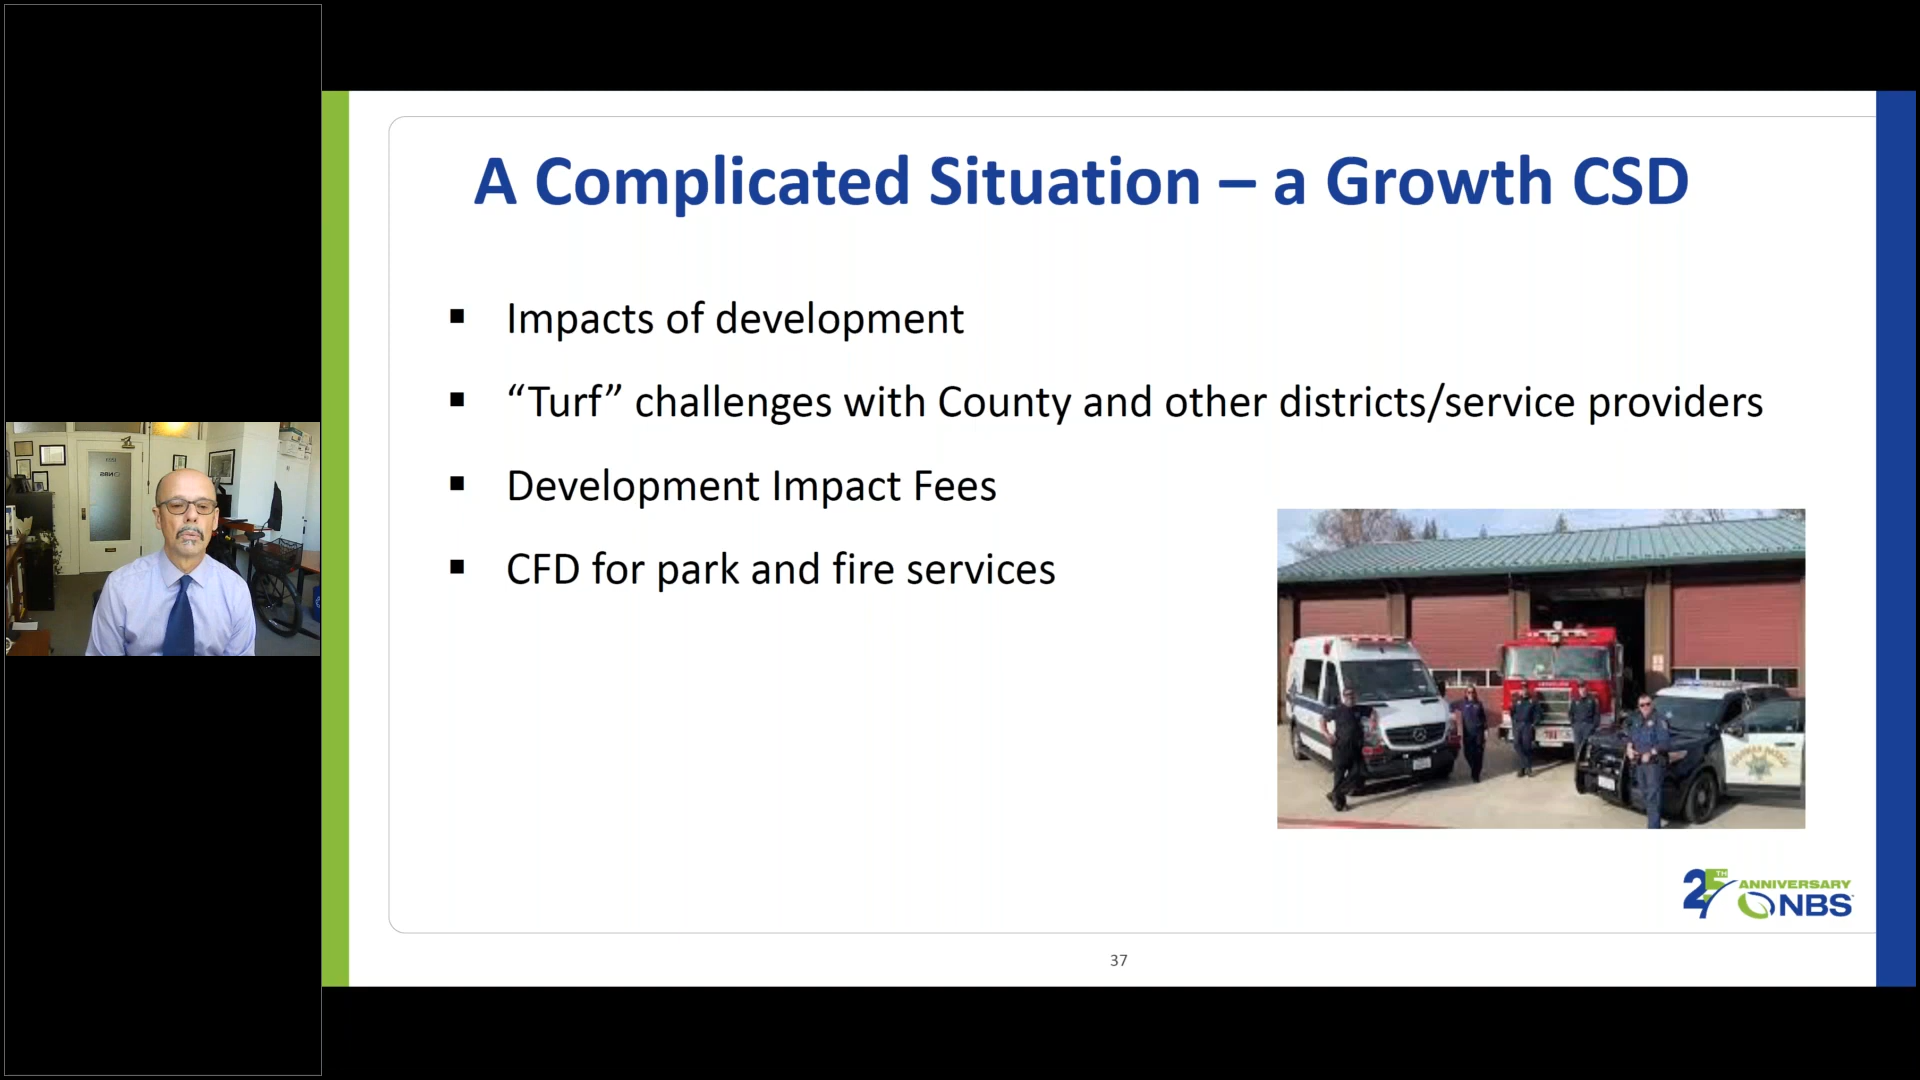 A Complicated Situation – a Growth CSD
▪ Impacts of development
▪ “Turf” challenges with County and other districts/service providers
▪ Development Impact Fees
▪ CFD for park and fire services
25TH ANNIVERSARY
NBS
37